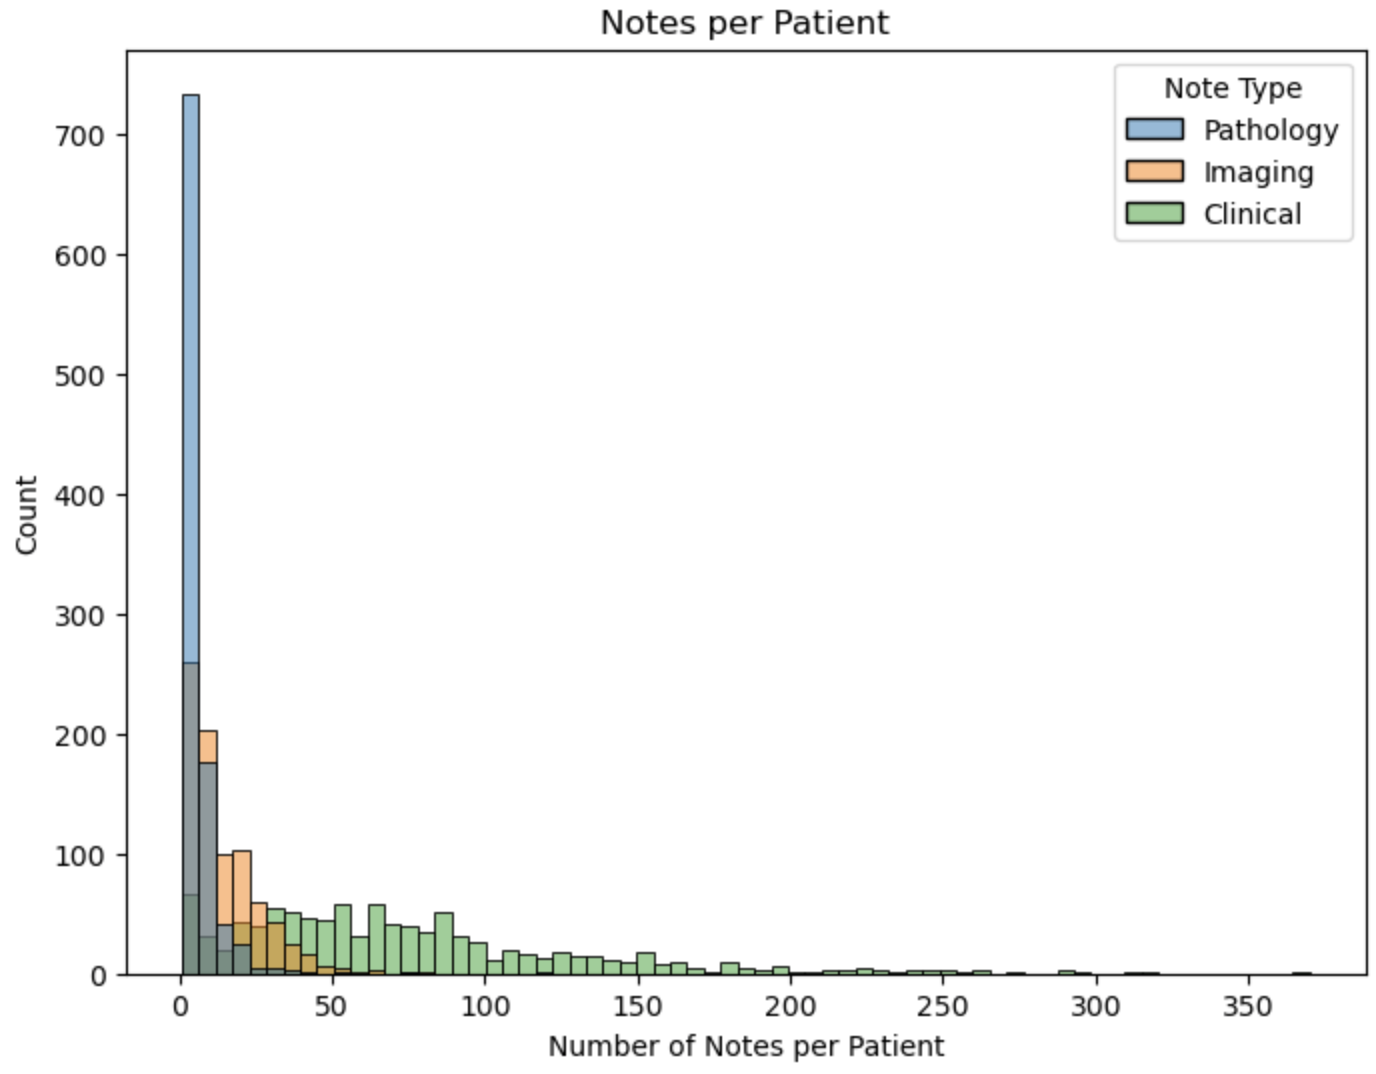 Notes per Patient
Note Type
Pathology
Imaging
Clinical
700
600
500
400
300
200
100
0
Count
0 50 100 150 200 250 300 350
Number of Notes per Patient